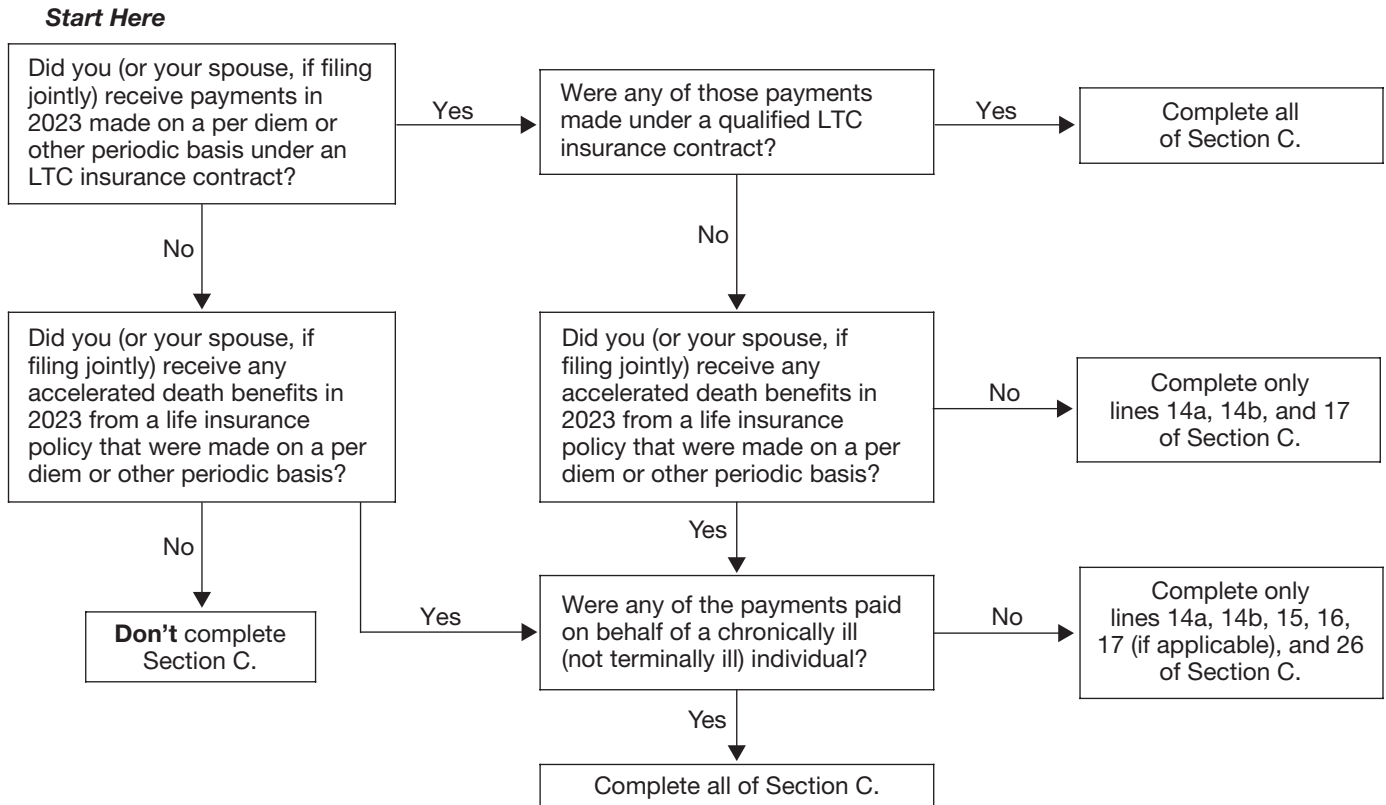 Start Here
Did you (or your spouse, if filing
jointly) receive payments in
2023 made on a per diem or
other periodic basis under an
LTC insurance contract?
Yes
Were any of those payments
made under a qualified LTC
insurance contract?
Yes
Complete all
of Section C.
No
No
Did you (or your spouse, if
filing jointly) receive any
accelerated death benefits in
2023 from a life insurance
policy that were made on a per
diem or other periodic basis?
Did you (or your spouse, if
filing jointly) receive any
accelerated death benefits in
2023 from a life insurance
policy that were made on a per
diem or other periodic basis?
No
Complete only
lines 14a, 14b, and 17
of Section C.
No
Yes
Don't complete
Section C.
Yes
Were any of the payments paid
on behalf of a chronically ill
(not terminally ill) individual?
No
Complete only
lines 14a, 14b, 15, 16,
17 (if applicable), and 26
of Section C.
Yes
Complete all of Section C.